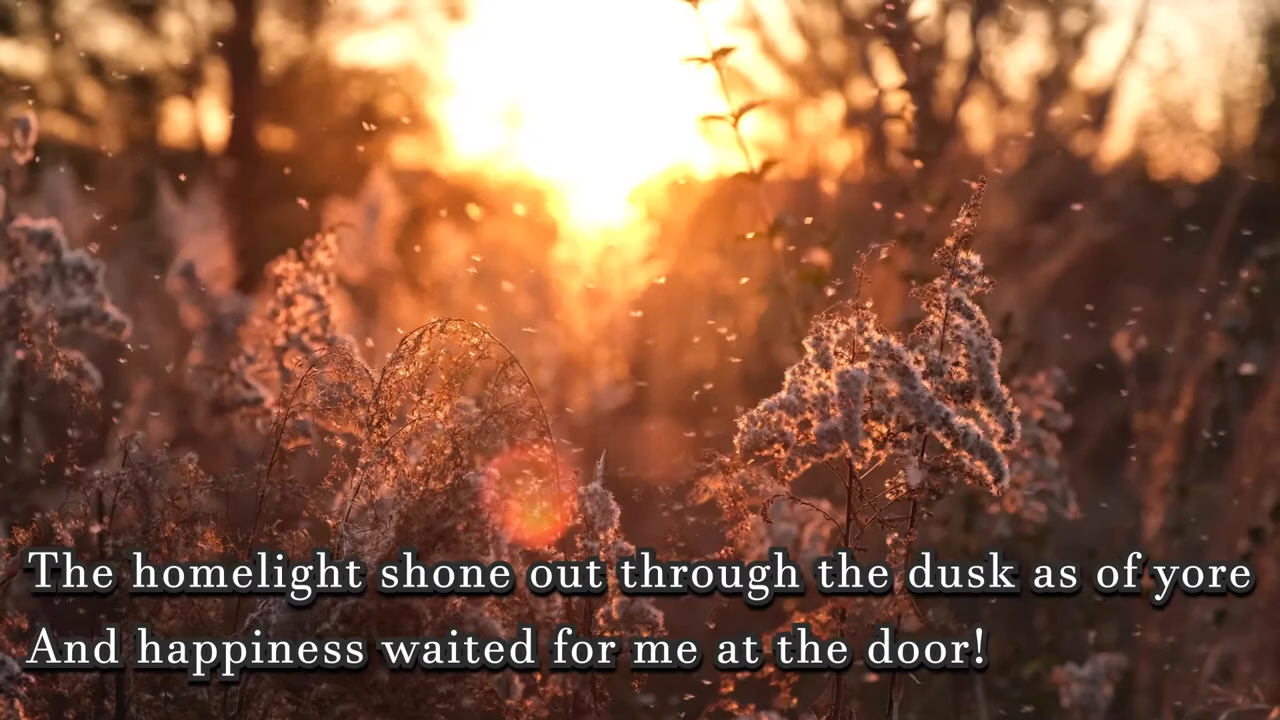 The homelight shone out through the dusk as of yore
And happiness waited for me at the door!